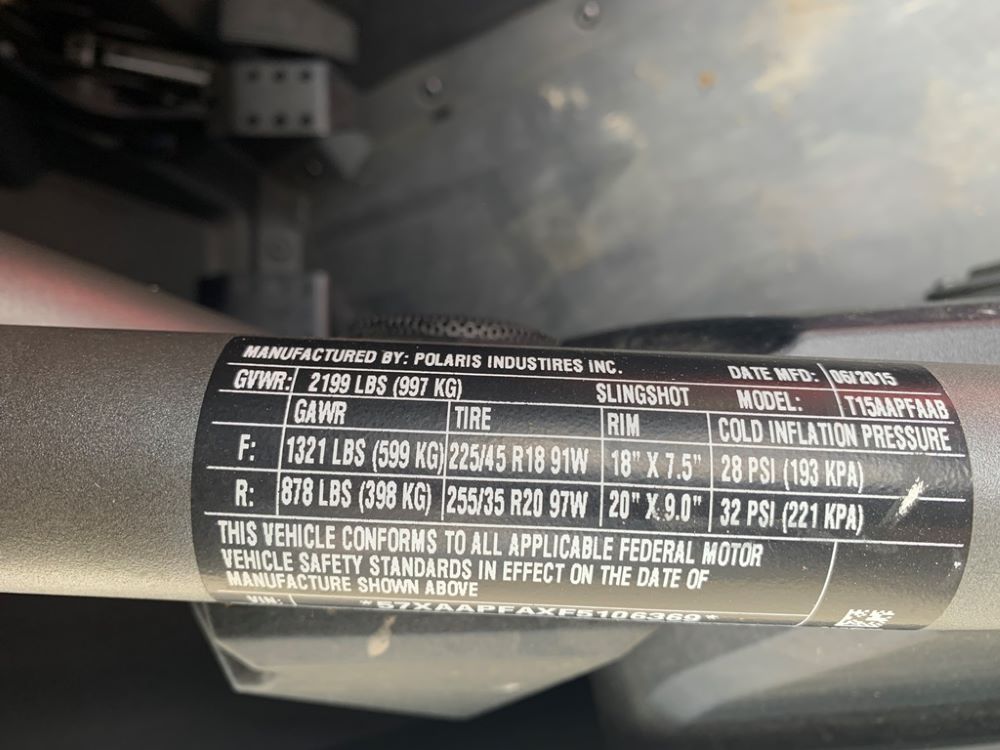 MANUFACTURED BY: POLARIS INDUSTIRES INC. DATE MFD: 06/2015
GVWR: 2199 LBS (997 KG) SLINGSHOT MODEL: T15AAPFAAB
GAWR TIRE RIM COLD INFLATION PRESSURE
F: 1321 LBS (599 KG) 225/45 R18 91W 18" X 7.5" 28 PSI (193 KPA)
R: 878 LBS (398 KG) 255/35 R20 97W 20" X 9.0" 32 PSI (221 KPA)
THIS VEHICLE CONFORMS TO ALL APPLICABLE FEDERAL MOTOR
VEHICLE SAFETY STANDARDS IN EFFECT ON THE DATE OF
MANUFACTURE SHOWN ABOVE
VIN: *57XAAPFAXF5106369*